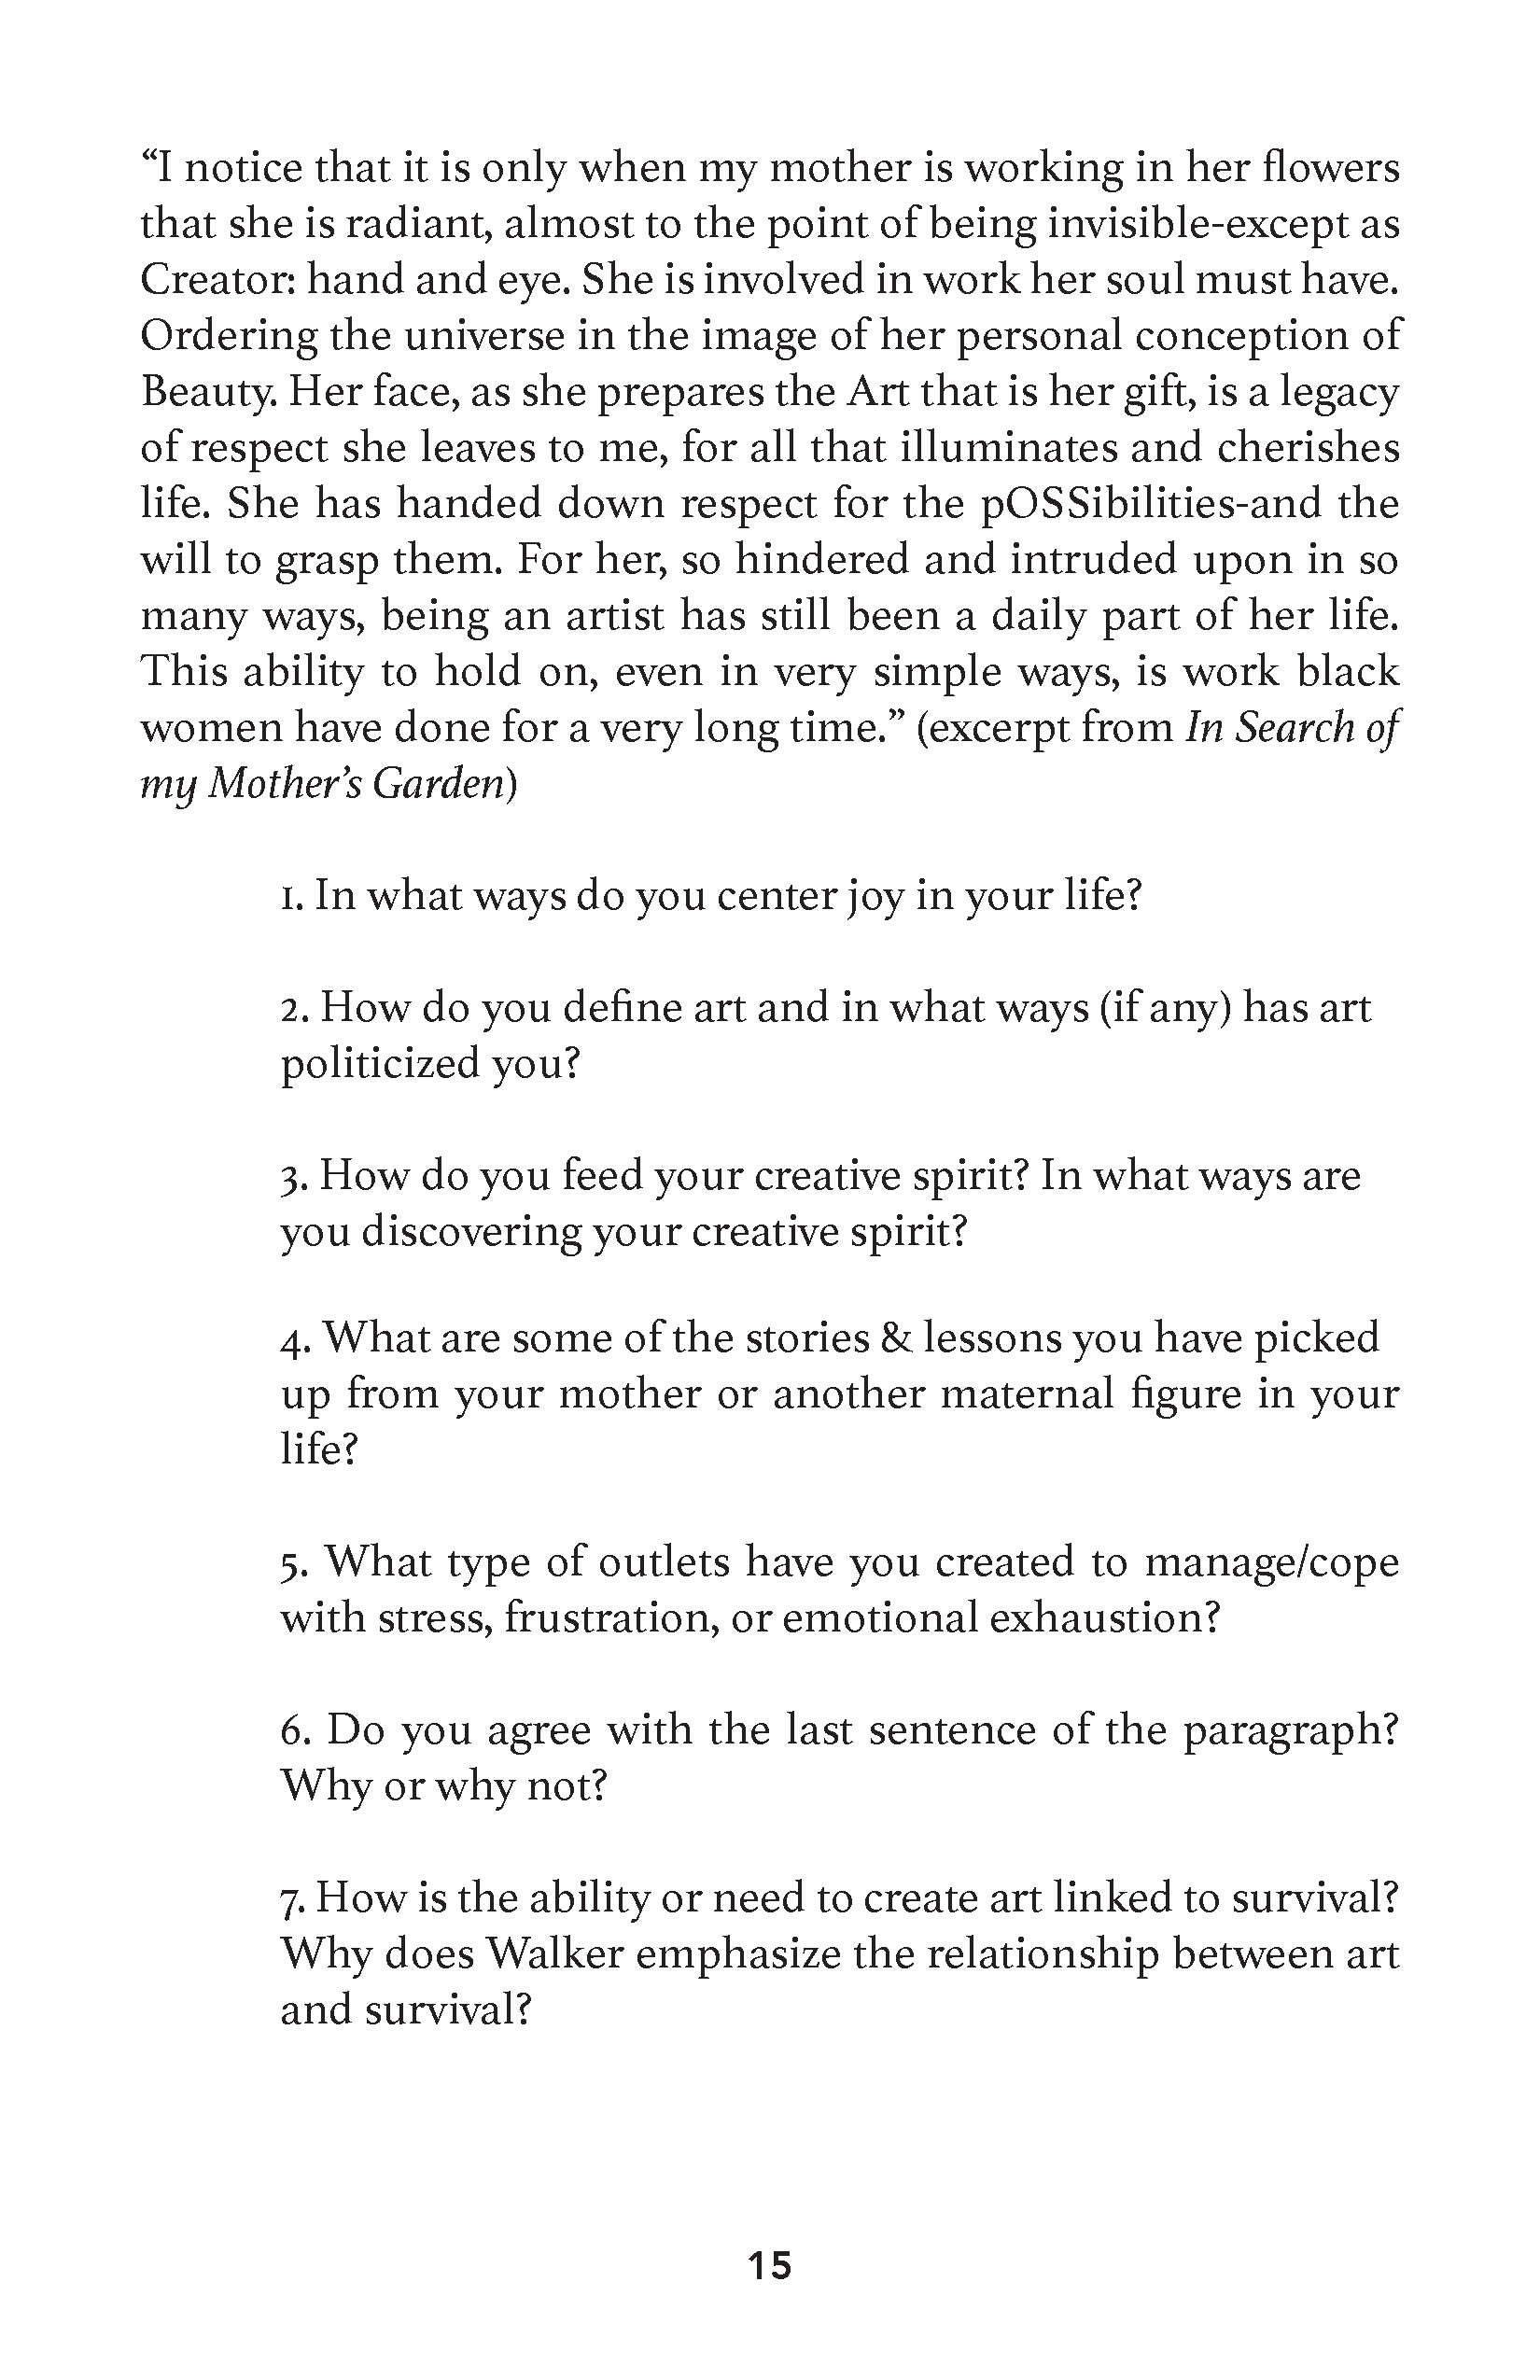 “I notice that it is only when my mother is working in her flowers
that she is radiant, almost to the point of being invisible-except as
Creator: hand and eye. She is involved in work her soul must have.
Ordering the universe in the image of her personal conception of
Beauty. Her face, as she prepares the Art that is her gift, is a legacy
of respect she leaves to me, for all that illuminates and cherishes
life. She has handed down respect for the pOSSibilities-and the
will to grasp them. For her, so hindered and intruded upon in so
many ways, being an artist has still been a daily part of her life.
This ability to hold on, even in very simple ways, is work black
women have done for a very long time.” (excerpt from In Search of
my Mother’s Garden)
1. In what ways do you center joy in your life?
2. How do you define art and in what ways (if any) has art
politicized you?
3. How do you feed your creative spirit? In what ways are
you discovering your creative spirit?
4. What are some of the stories & lessons you have picked
up from your mother or another maternal figure in your
life?
5. What type of outlets have you created to manage/cope
with stress, frustration, or emotional exhaustion?
6. Do you agree with the last sentence of the paragraph?
Why or why not?
7. How is the ability or need to create art linked to survival?
Why does Walker emphasize the relationship between art
and survival?
15